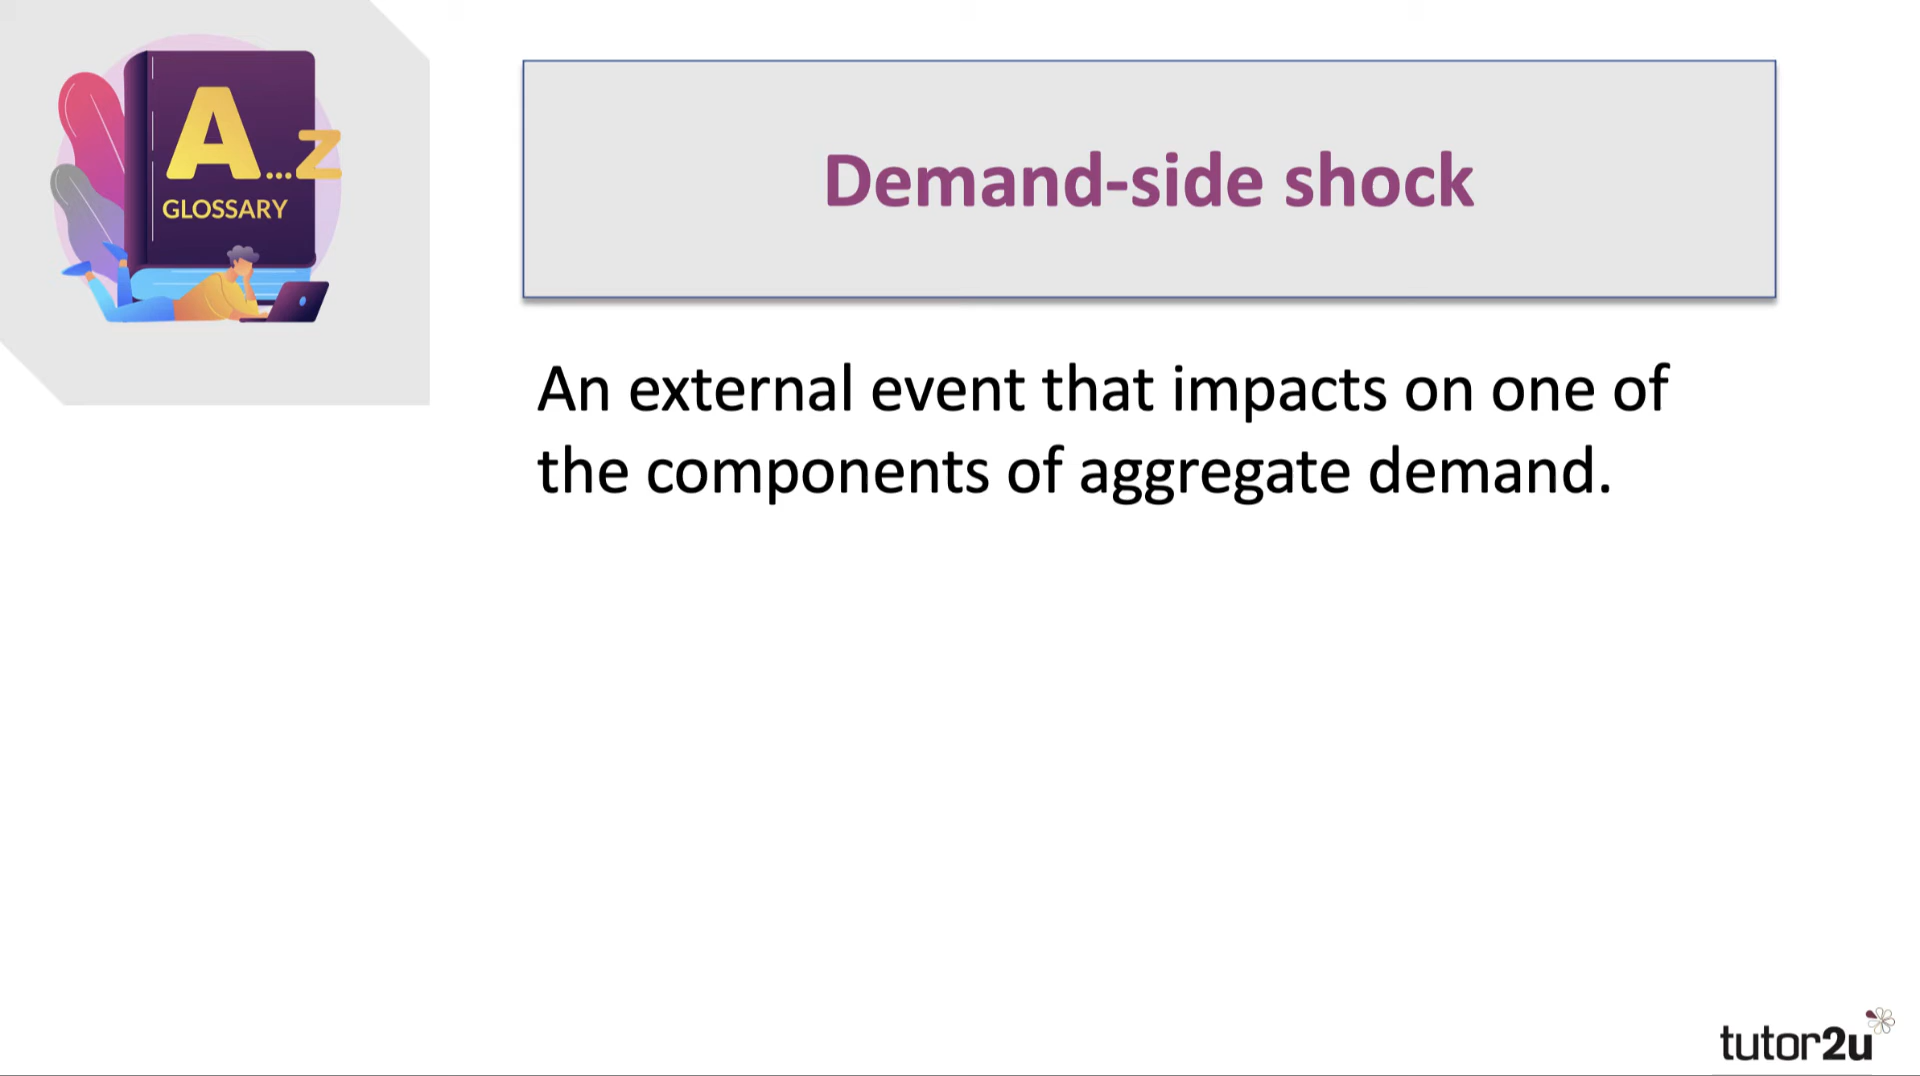 A...Z
GLOSSARY
Demand-side shock
An external event that impacts on one of
the components of aggregate demand.
tutor2u